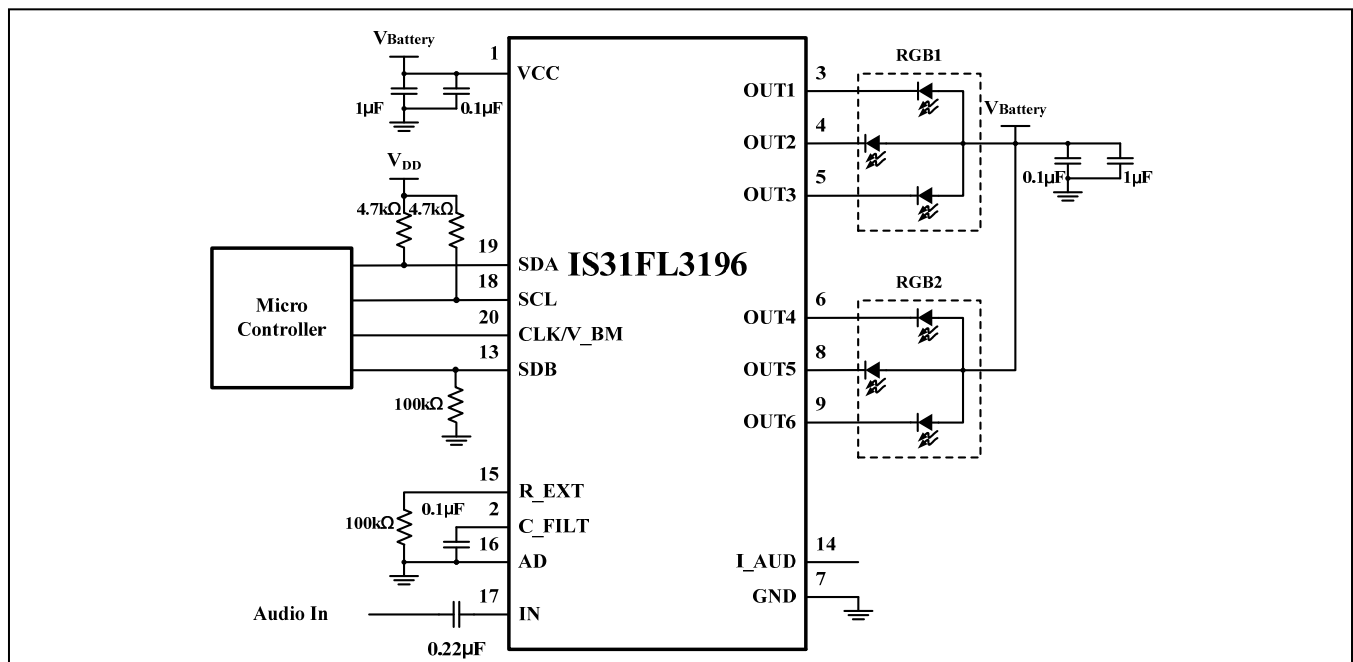 VBattery
1
VCC
1µF
0.1µF
VDD
4.7kΩ
4.7kΩ
19
SDA
18
SCL
20
CLK/V_BM
13
SDB
Micro
Controller
100kΩ
15
R_EXT
0.1µF
2
C_FILT
100kΩ
16
AD
17
IN
Audio In
0.22µF
IS31FL3196
RGB1
3
OUT1
4
OUT2
5
OUT3
VBattery
0.1µF
1µF
RGB2
6
OUT4
8
OUT5
9
OUT6
14
I_AUD
7
GND